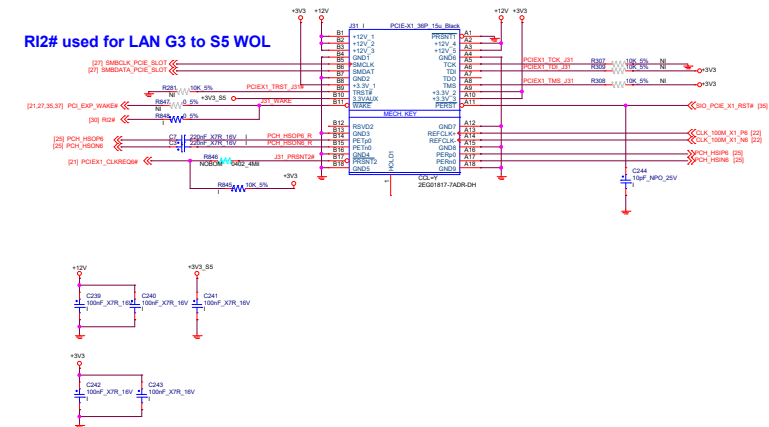 RI2# used for LAN G3 to S5 WOL
+3V3 +12V
J31 I PCIE-X1_36P_15u_Black
+12V +3V3
B1 +12V_1 PRSNT1 A1
B2 +12V_2 +12V_4 A2
B3 +12V_3 +12V_5 A3
B4 GND1 GND6 A4
[27] SMBCLK_PCIE_SLOT B5 SMCLK TCK A5 PCIEX1_TCK_J31 R307 10K_5% NI
[27] SMBDATA_PCIE_SLOT B6 SMDAT TDI A6 PCIEX1_TDI_J31 R309 10K_5% +3V3
B7 GND2 TDO A7
B8 +3.3V_1 TMS A8 PCIEX1_TMS_J31 R308 10K_5% NI +3V3
R281 10K_5% NI PCIEX1_TRST_J31# B9 TRST# +3.3V_2 A9
+3V3_S5 B10 3.3VAUX +3.3V_3 A10
[21,27,35,37] PCI_EXP_WAKE# R847 0_5% NI J31_WAKE B11 WAKE PERST A11 SIO_PCIE_X1_RST# [35]
[30] RI2# R848 0_5% I
MECH. KEY
B12 RSVD2 GND7 A12
B13 GND3 REFCLK+ A13 CLK_100M_X1_P6 [22]
[25] PCH_HSOP6 C7 220nF_X7R_16V I PCH_HSOP6_R B14 PETp0 REFCLK- A14 CLK_100M_X1_N6 [22]
[25] PCH_HSON6 C3 220nF_X7R_16V I PCH_HSON6_R B15 PETn0 GND8 A15
B16 GND4 PERp0 A16 PCH_HSIP6 [25]
[21] PCIEX1_CLKREQ6# R846 NOBOM 0402_4Mil J31_PRSNT2# B17 PRSNT2 PERn0 A17 PCH_HSIN6 [25]
B18 GND5 GND9 A18
HOLD1
1
CCL=Y
2EG01817-7ADR-DH
R845 10K_5% I +3V3
C244
10pF_NPO_25V
I
+12V +3V3_S5
C239 C240 C241
100nF_X7R_16V 100nF_X7R_16V 100nF_X7R_16V
I I I
+3V3
C242 C243
100nF_X7R_16V 100nF_X7R_16V
I I